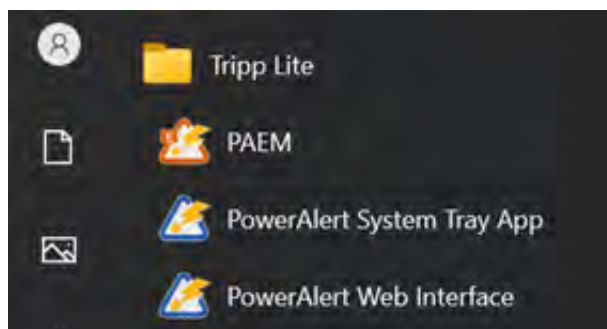 Tripp Lite
PAEM
PowerAlert System Tray App
PowerAlert Web Interface